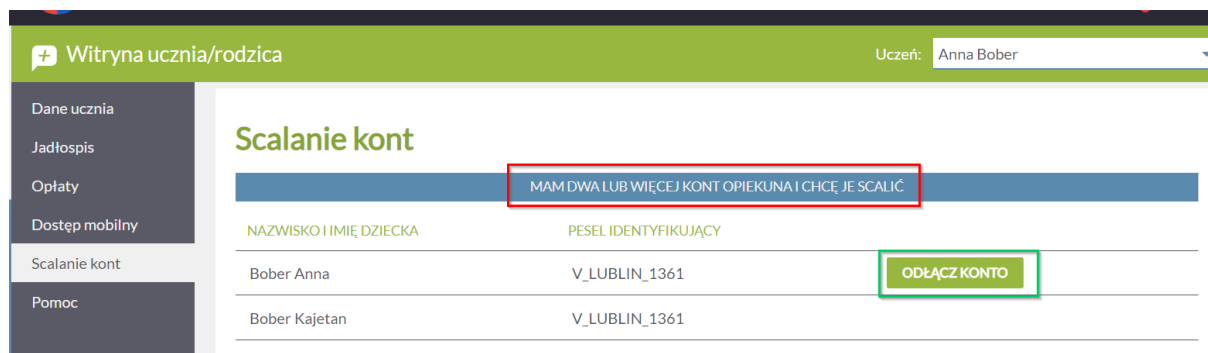 Witryna ucznia/rodzica
Uczeń: Anna Bober
Dane ucznia
Jadłospis
Opłaty
Dostęp mobilny
Scalanie kont
Pomoc
Scalanie kont
MAM DWA LUB WIĘCEJ KONT OPIEKUNA I CHCĘ JE SCALIĆ
NAZWISKO I IMIĘ DZIECKA PESEL IDENTYFIKUJĄCY
Bober Anna V_LUBLIN_1361 ODŁĄCZ KONTO
Bober Kajetan V_LUBLIN_1361